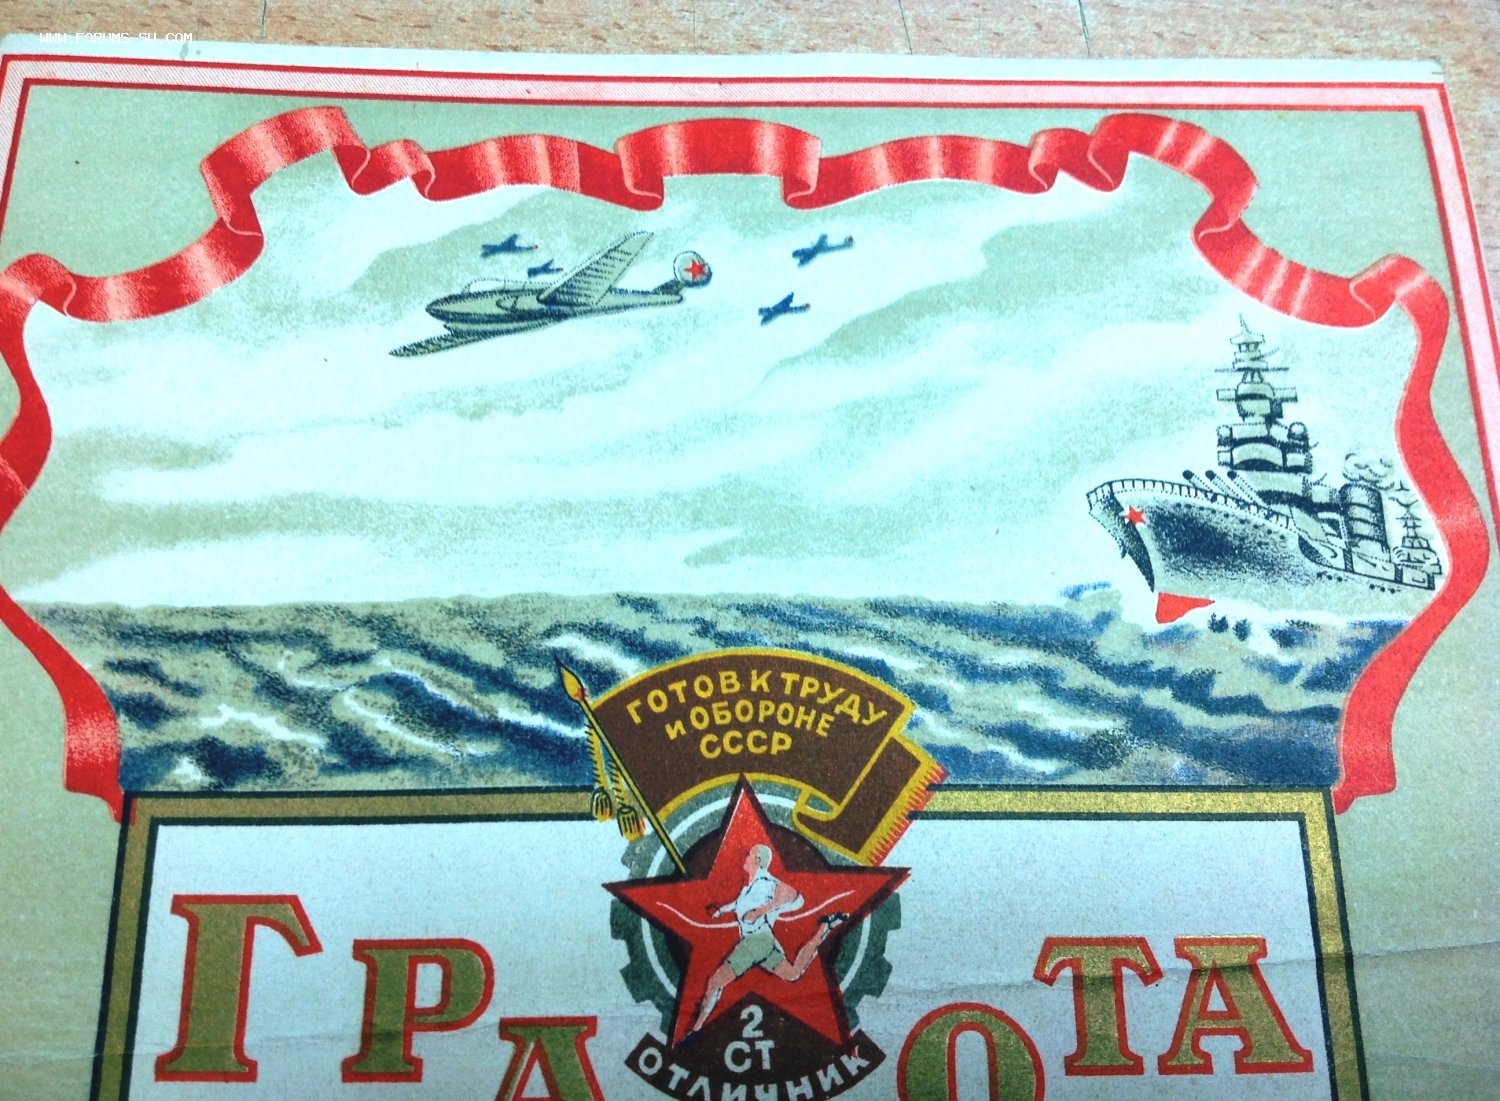 WWW.FORUMS-SU.COM
ГОТОВ К ТРУДУ
и ОБОРОНЕ
СССР
ГРА ОТА
2
СТ
ОТЛИЧНИК